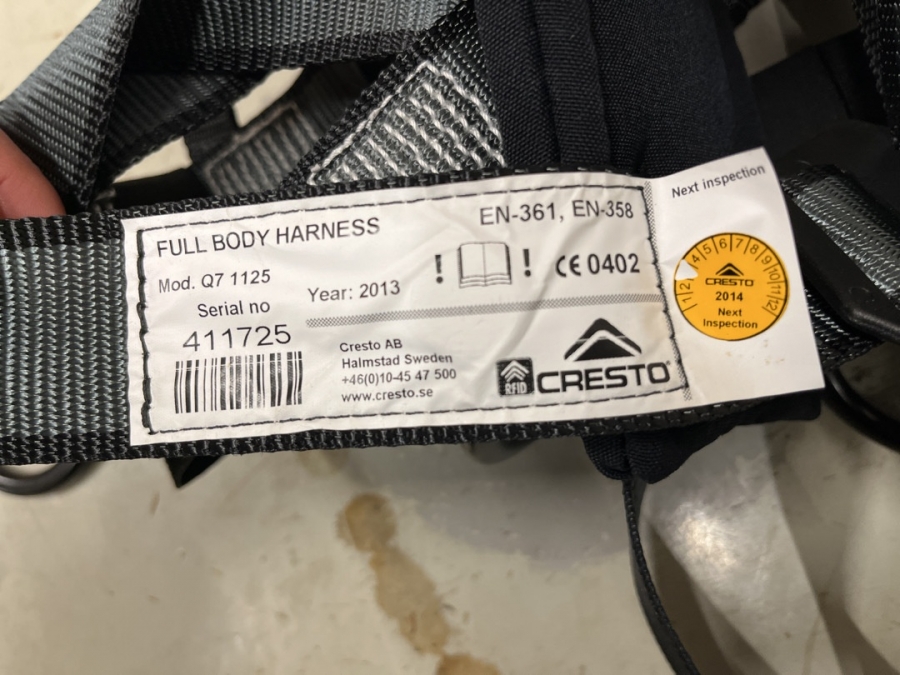 FULL BODY HARNESS
EN-361, EN-358
Mod. Q7 1125
Serial no
411725
Year: 2013
! ! CE 0402
Cresto AB
Halmstad Sweden
+46(0)10-45 47 500
www.cresto.se
RFID
CRESTO®
Next inspection
1 2 4 5 6 7 8 9 10 11 12
CRESTO
2014
Next
Inspection